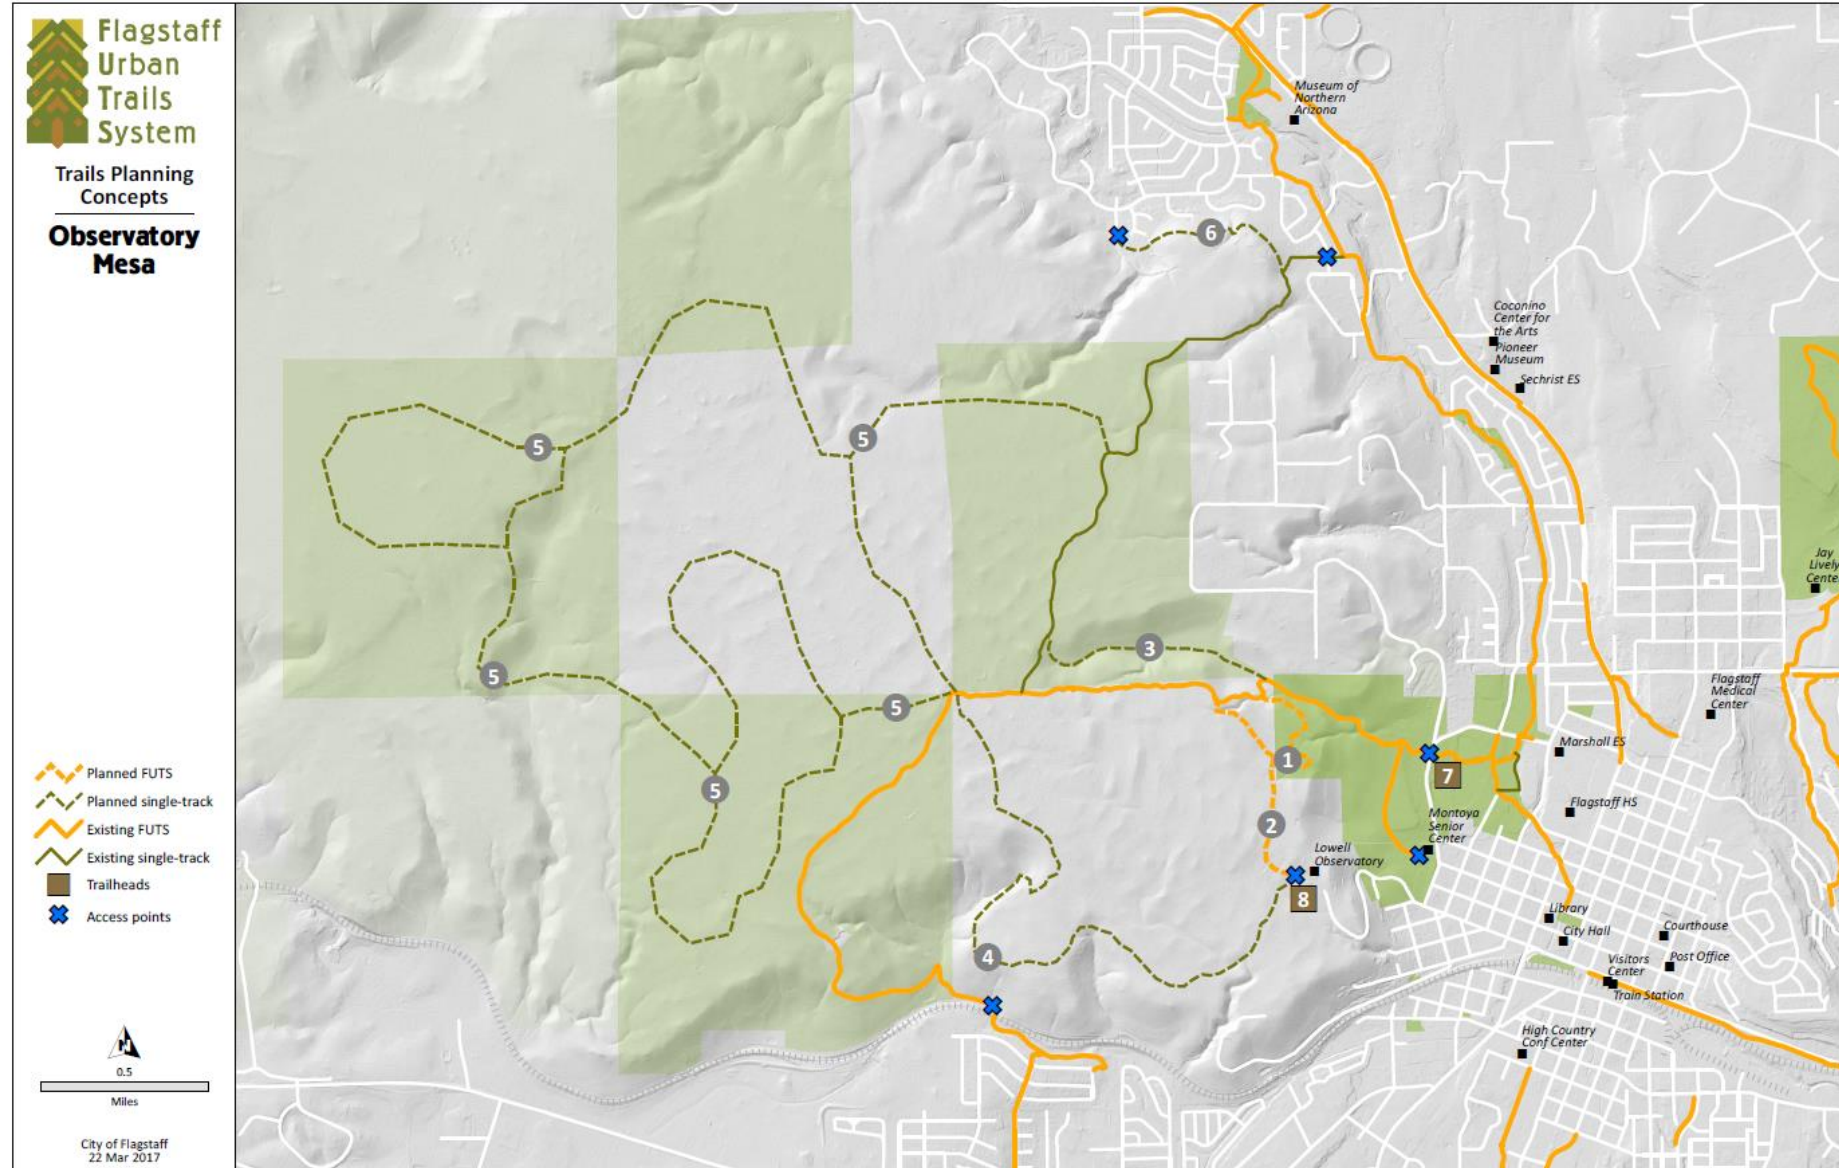 Flagstaff
Urban
Trails
System
Trails Planning
Concepts
Observatory
Mesa
Planned FUTS
Planned single-track
Existing FUTS
Existing single-track
Trailheads
Access points
N
0.5
Miles
City of Flagstaff
22 Mar 2017
Museum of
Northern
Arizona
6
Coconino
Center for
the Arts
Pioneer
Museum
Sechrist ES
5
5
Jay
Lively
Cente
3
5
5
Flagstaff
Medical
Center
Marshall ES
1
7
5
Flagstaff HS
Montoya
Senior
Center
2
Lowell
Observatory
8
Library
City Hall
Courthouse
4
Visitors
Center
Post Office
Train Station
High Country
Conf Center